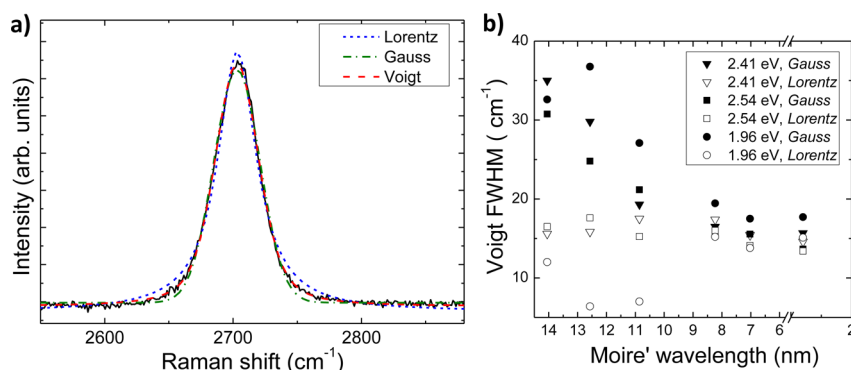 a)
Lorentz
Gauss
Voigt
Intensity (arb. units)
2600 2700 2800
Raman shift (cm-1)
b)
40
30
20
10
Voigt FWHM ( cm-1)
2.41 eV, Gauss
2.41 eV, Lorentz
2.54 eV, Gauss
2.54 eV, Lorentz
1.96 eV, Gauss
1.96 eV, Lorentz
14 13 12 11 10 9 8 7 6 2
Moire' wavelength (nm)